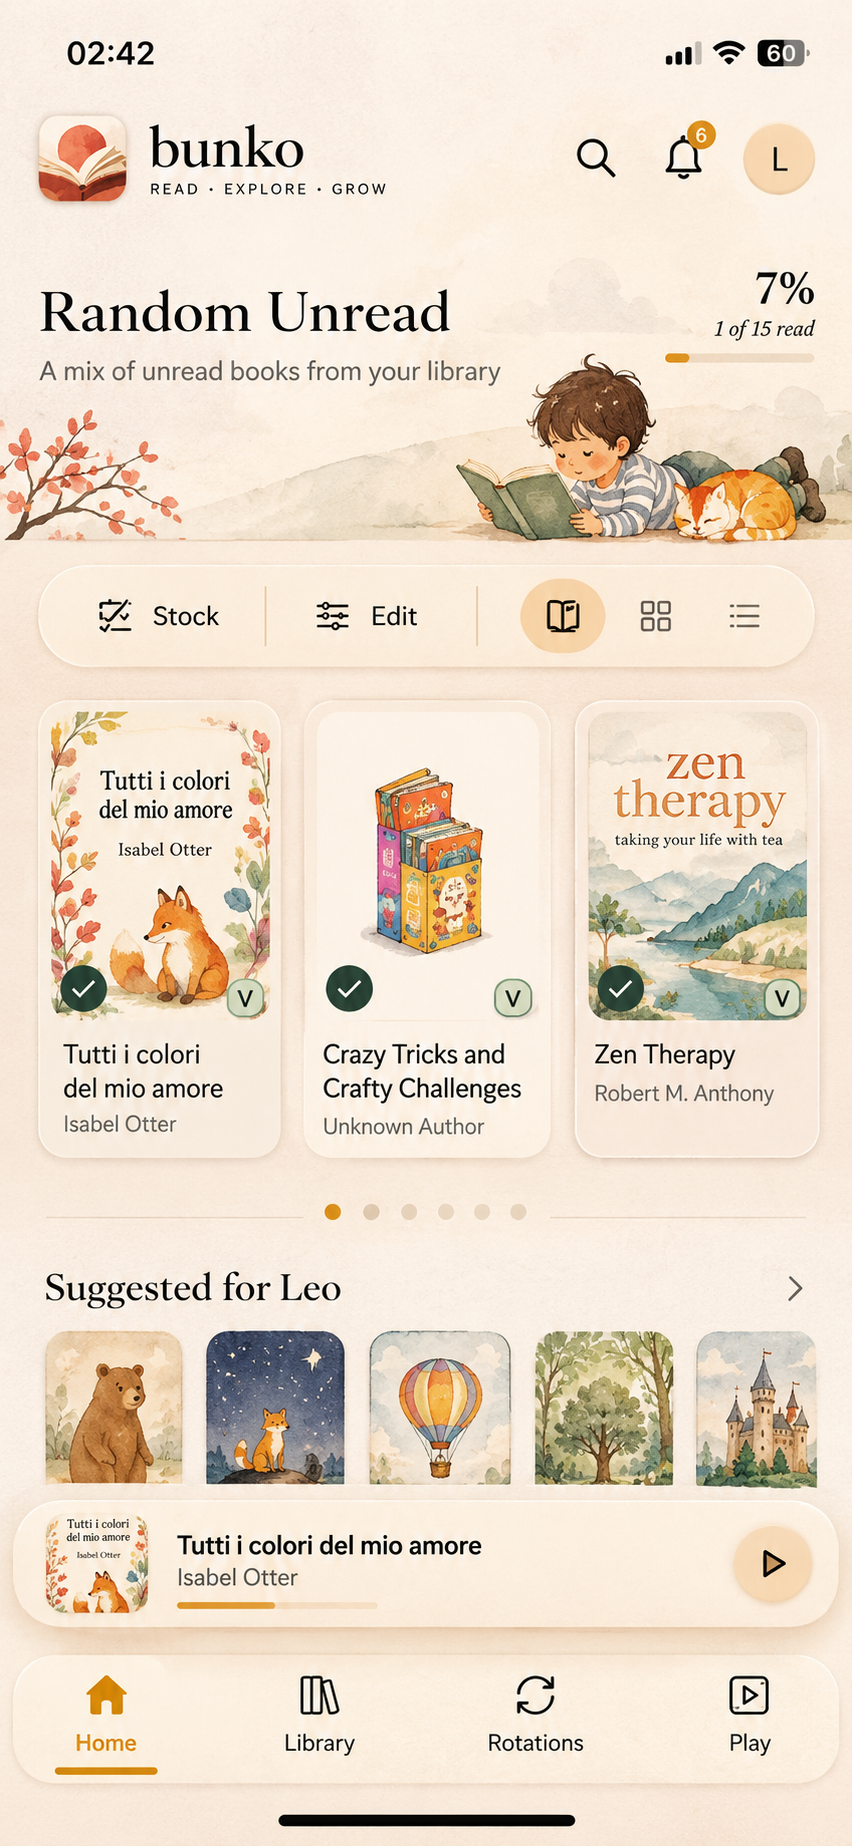 02:42
60
bunko
READ • EXPLORE • GROW
6
L
Random Unread
A mix of unread books from your library
7%
1 of 15 read
Stock
Edit
Tutti i colori
del mio amore
Isabel Otter
V
Tutti i colori
del mio amore
Isabel Otter
V
Crazy Tricks and
Crafty Challenges
Unknown Author
zen
therapy
taking your life with tea
V
Zen Therapy
Robert M. Anthony
Suggested for Leo
Tutti i colori
del mio amore
Isabel Otter
Tutti i colori del mio amore
Isabel Otter
Home
Library
Rotations
Play